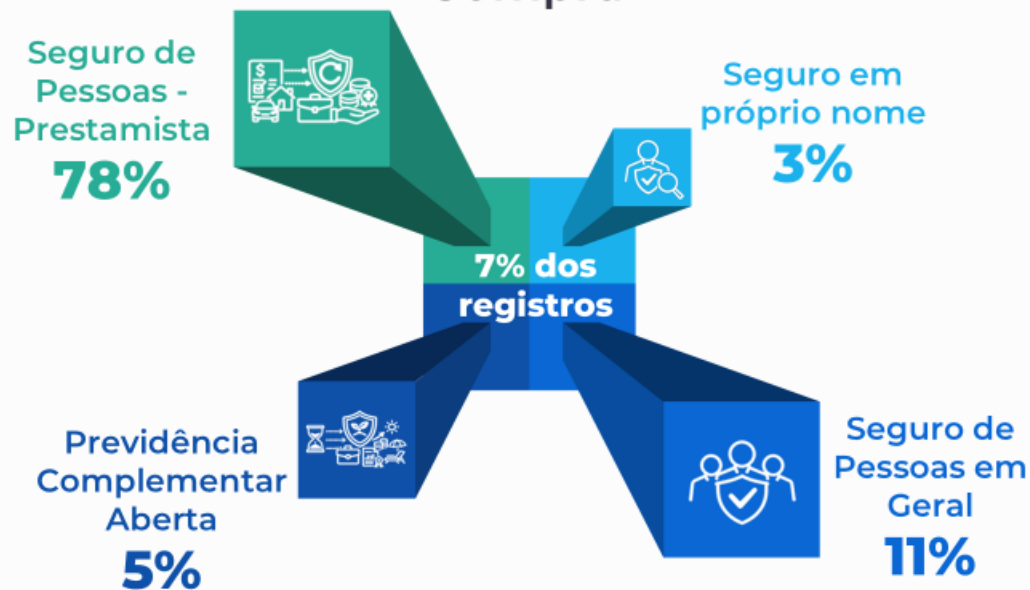 Seguro de
Pessoas -
Prestamista
78%
Seguro em
próprio nome
3%
7% dos
registros
Previdência
Complementar
Aberta
5%
Seguro de
Pessoas em
Geral
11%